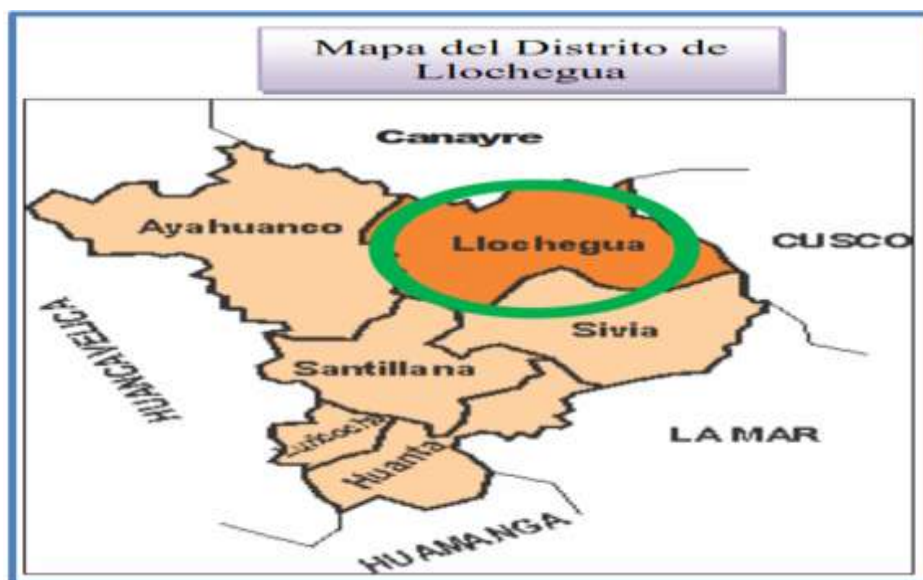 Mapa del Distrito de
Llochegua
Canayre
Ayahuanco
Llochegua
CUSCO
HUANCAVELICA
Sivia
Santillana
LA MAR
Huanta
HUAMANGA